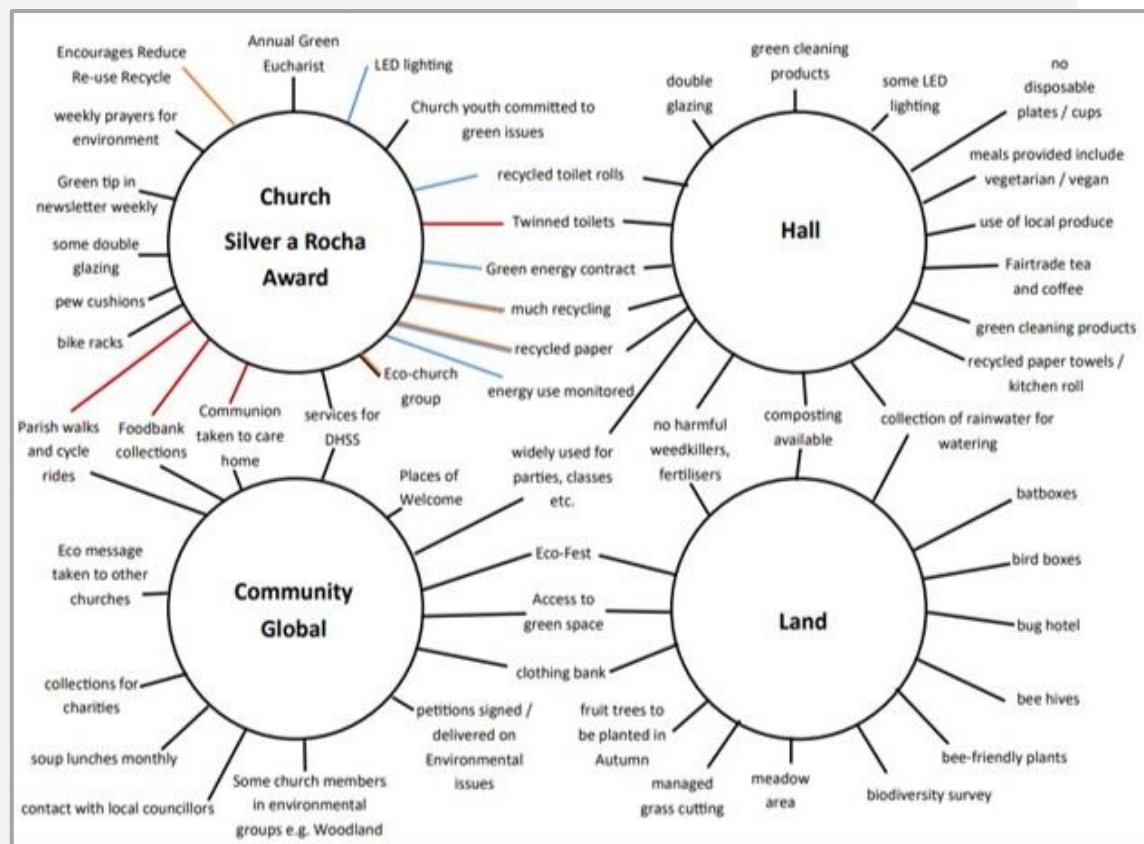 Encourages Reduce
Re-use Recycle
Annual Green
Eucharist
LED lighting
Church youth committed to
green issues
weekly prayers for
environment
Green tip in
newsletter weekly
some double
glazing
pew cushions
bike racks
Church
Silver a Rocha
Award
recycled toilet rolls
Twinned toilets
Green energy contract
much recycling
recycled paper
energy use monitored
Eco-church
group
services for
DHSS
Communion
taken to care
home
Foodbank
collections
Parish walks
and cycle
rides
double
glazing
green cleaning
products
some LED
lighting
no
disposable
plates / cups
meals provided include
vegetarian / vegan
use of local produce
Fairtrade tea
and coffee
green cleaning products
recycled paper towels /
kitchen roll
Hall
widely used for
parties, classes
etc.
no harmful
weedkillers,
fertilisers
composting
available
collection of rainwater for
watering
Places of
Welcome
Eco-Fest
Access to
green space
clothing bank
Eco message
taken to other
churches
Community
Global
collections for
charities
soup lunches monthly
contact with local councillors
Some church members
in environmental
groups e.g. Woodland
petitions signed /
delivered on
Environmental
issues
Land
batboxes
bird boxes
bug hotel
bee hives
bee-friendly plants
biodiversity survey
meadow
area
managed
grass cutting
fruit trees to
be planted in
Autumn